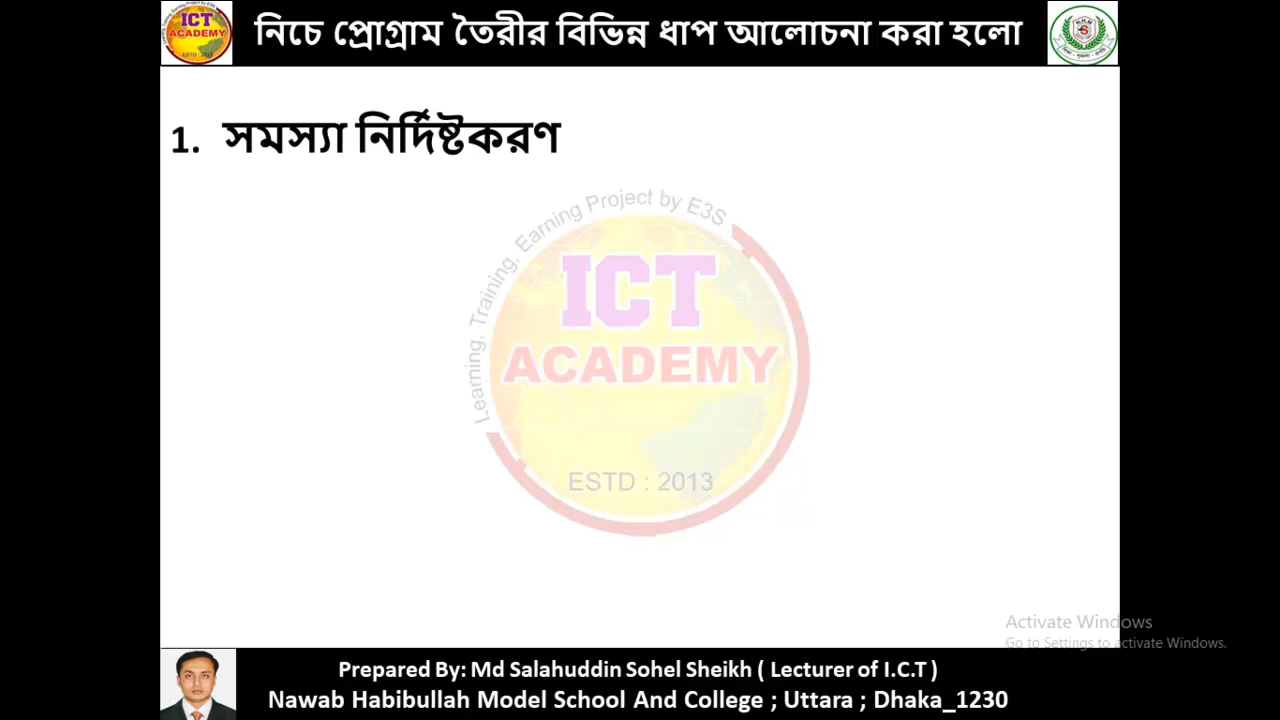 ICT
ACADEMY
নিচে প্রোগ্রাম তৈরীর বিভিন্ন ধাপ আলোচনা করা হলো
1. সমস্যা নির্দিষ্টকরণ
Learning, Training, Earning Project by E3S
ICT
ACADEMY
ESTD : 2013
Activate Windows
Go to Settings to activate Windows.
Prepared By: Md Salahuddin Sohel Sheikh ( Lecturer of I.C.T )
Nawab Habibullah Model School And College ; Uttara ; Dhaka_1230